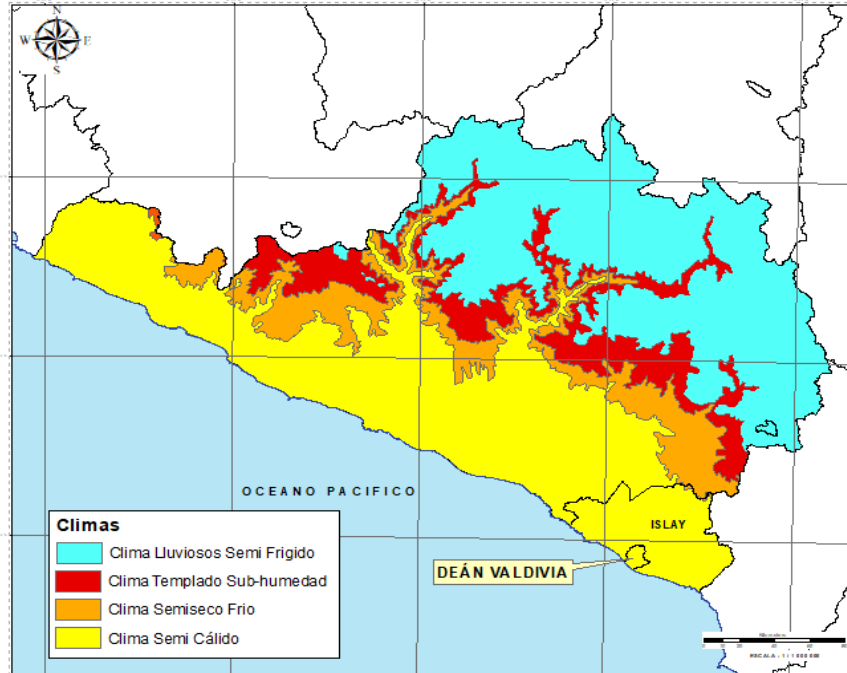 N
W E
S
OCEANO PACIFICO
ISLAY
DEÁN VALDIVIA
Climas
Clima Lluviosos Semi Frigido
Clima Templado Sub-humedad
Clima Semiseco Frio
Clima Semi Cálido
Kilometers